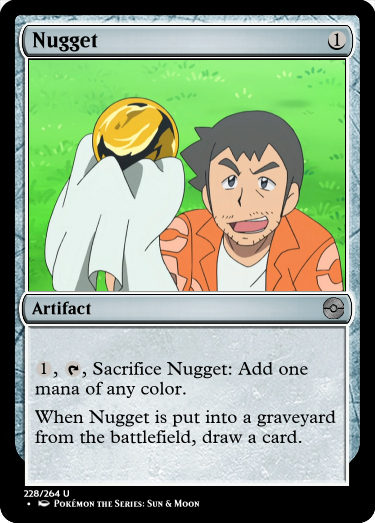 Nugget 1
Artifact
1, , Sacrifice Nugget: Add one
mana of any color.
When Nugget is put into a graveyard
from the battlefield, draw a card.
228/264 U
• Pokémon the Series: Sun & Moon